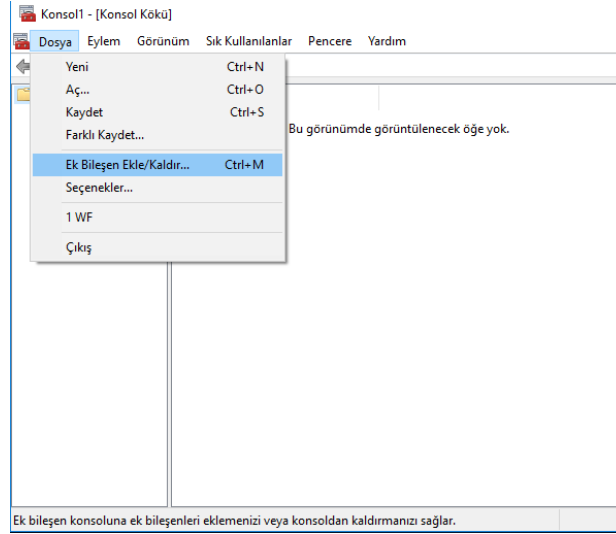 Konsol1 - [Konsol Kökü]
Dosya Eylem Görünüm Sık Kullanılanlar Pencere Yardım
Yeni Ctrl+N
Aç... Ctrl+O
Kaydet Ctrl+S
Farklı Kaydet...
Bu görünümde görüntülenecek öğe yok.
Ek Bileşen Ekle/Kaldır... Ctrl+M
Seçenekler...
1 WF
Çıkış
Ek bileşen konsoluna ek bileşenleri eklemenizi veya konsoldan kaldırmanızı sağlar.